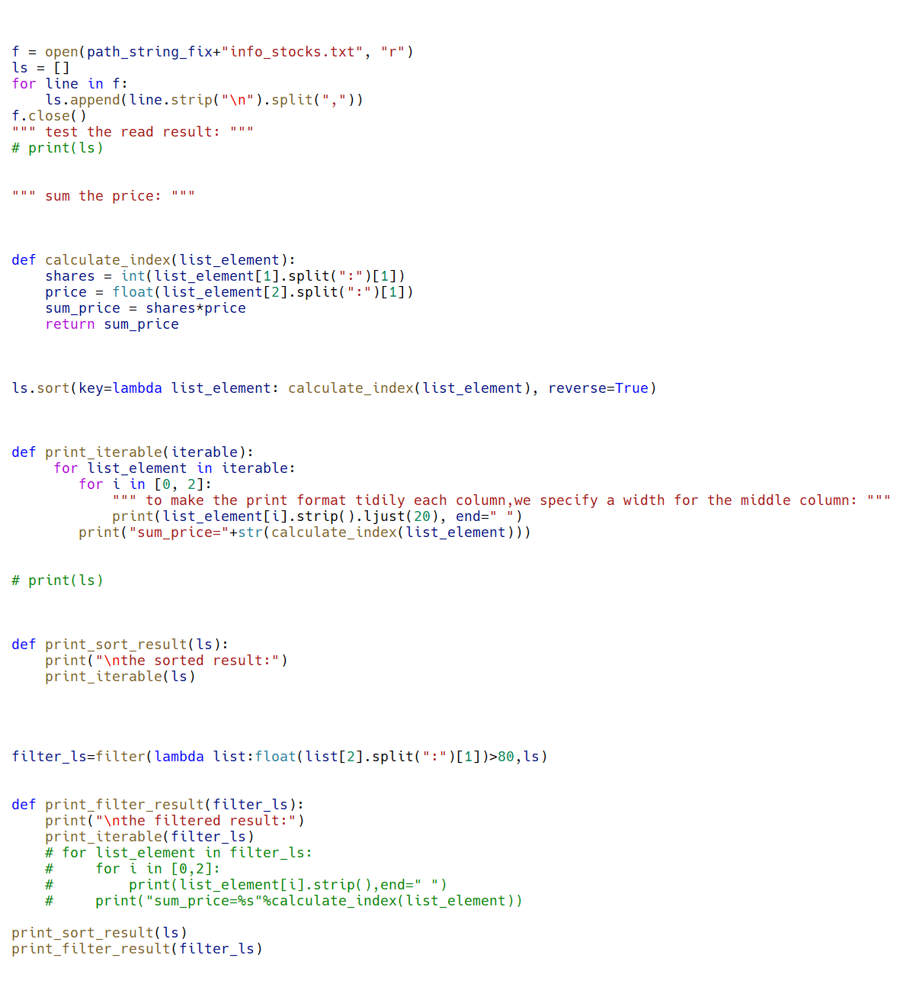 f = open(path_string_fix+"info_stocks.txt", "r")
ls = []
for line in f:
    ls.append(line.strip("\n").split(","))
f.close()
""" test the read result: """
# print(ls)
""" sum the price: """
def calculate_index(list_element):
    shares = int(list_element[1].split(":")[1])
    price = float(list_element[2].split(":")[1])
    sum_price = shares*price
    return sum_price
ls.sort(key=lambda list_element: calculate_index(list_element), reverse=True)
def print_iterable(iterable):
     for list_element in iterable:
        for i in [0, 2]:
            """ to make the print format tidily each column,we specify a width for the middle column: """
            print(list_element[i].strip().ljust(20), end=" ")
        print("sum_price="+str(calculate_index(list_element)))
# print(ls)
def print_sort_result(ls):
    print("\nthe sorted result:")
    print_iterable(ls)
filter_ls=filter(lambda list:float(list[2].split(":")[1])>80,ls)
def print_filter_result(filter_ls):
    print("\nthe filtered result:")
    print_iterable(filter_ls)
    # for list_element in filter_ls:
    #     for i in [0,2]:
    #         print(list_element[i].strip(),end=" ")
    #     print("sum_price=%s"%calculate_index(list_element))
print_sort_result(ls)
print_filter_result(filter_ls)